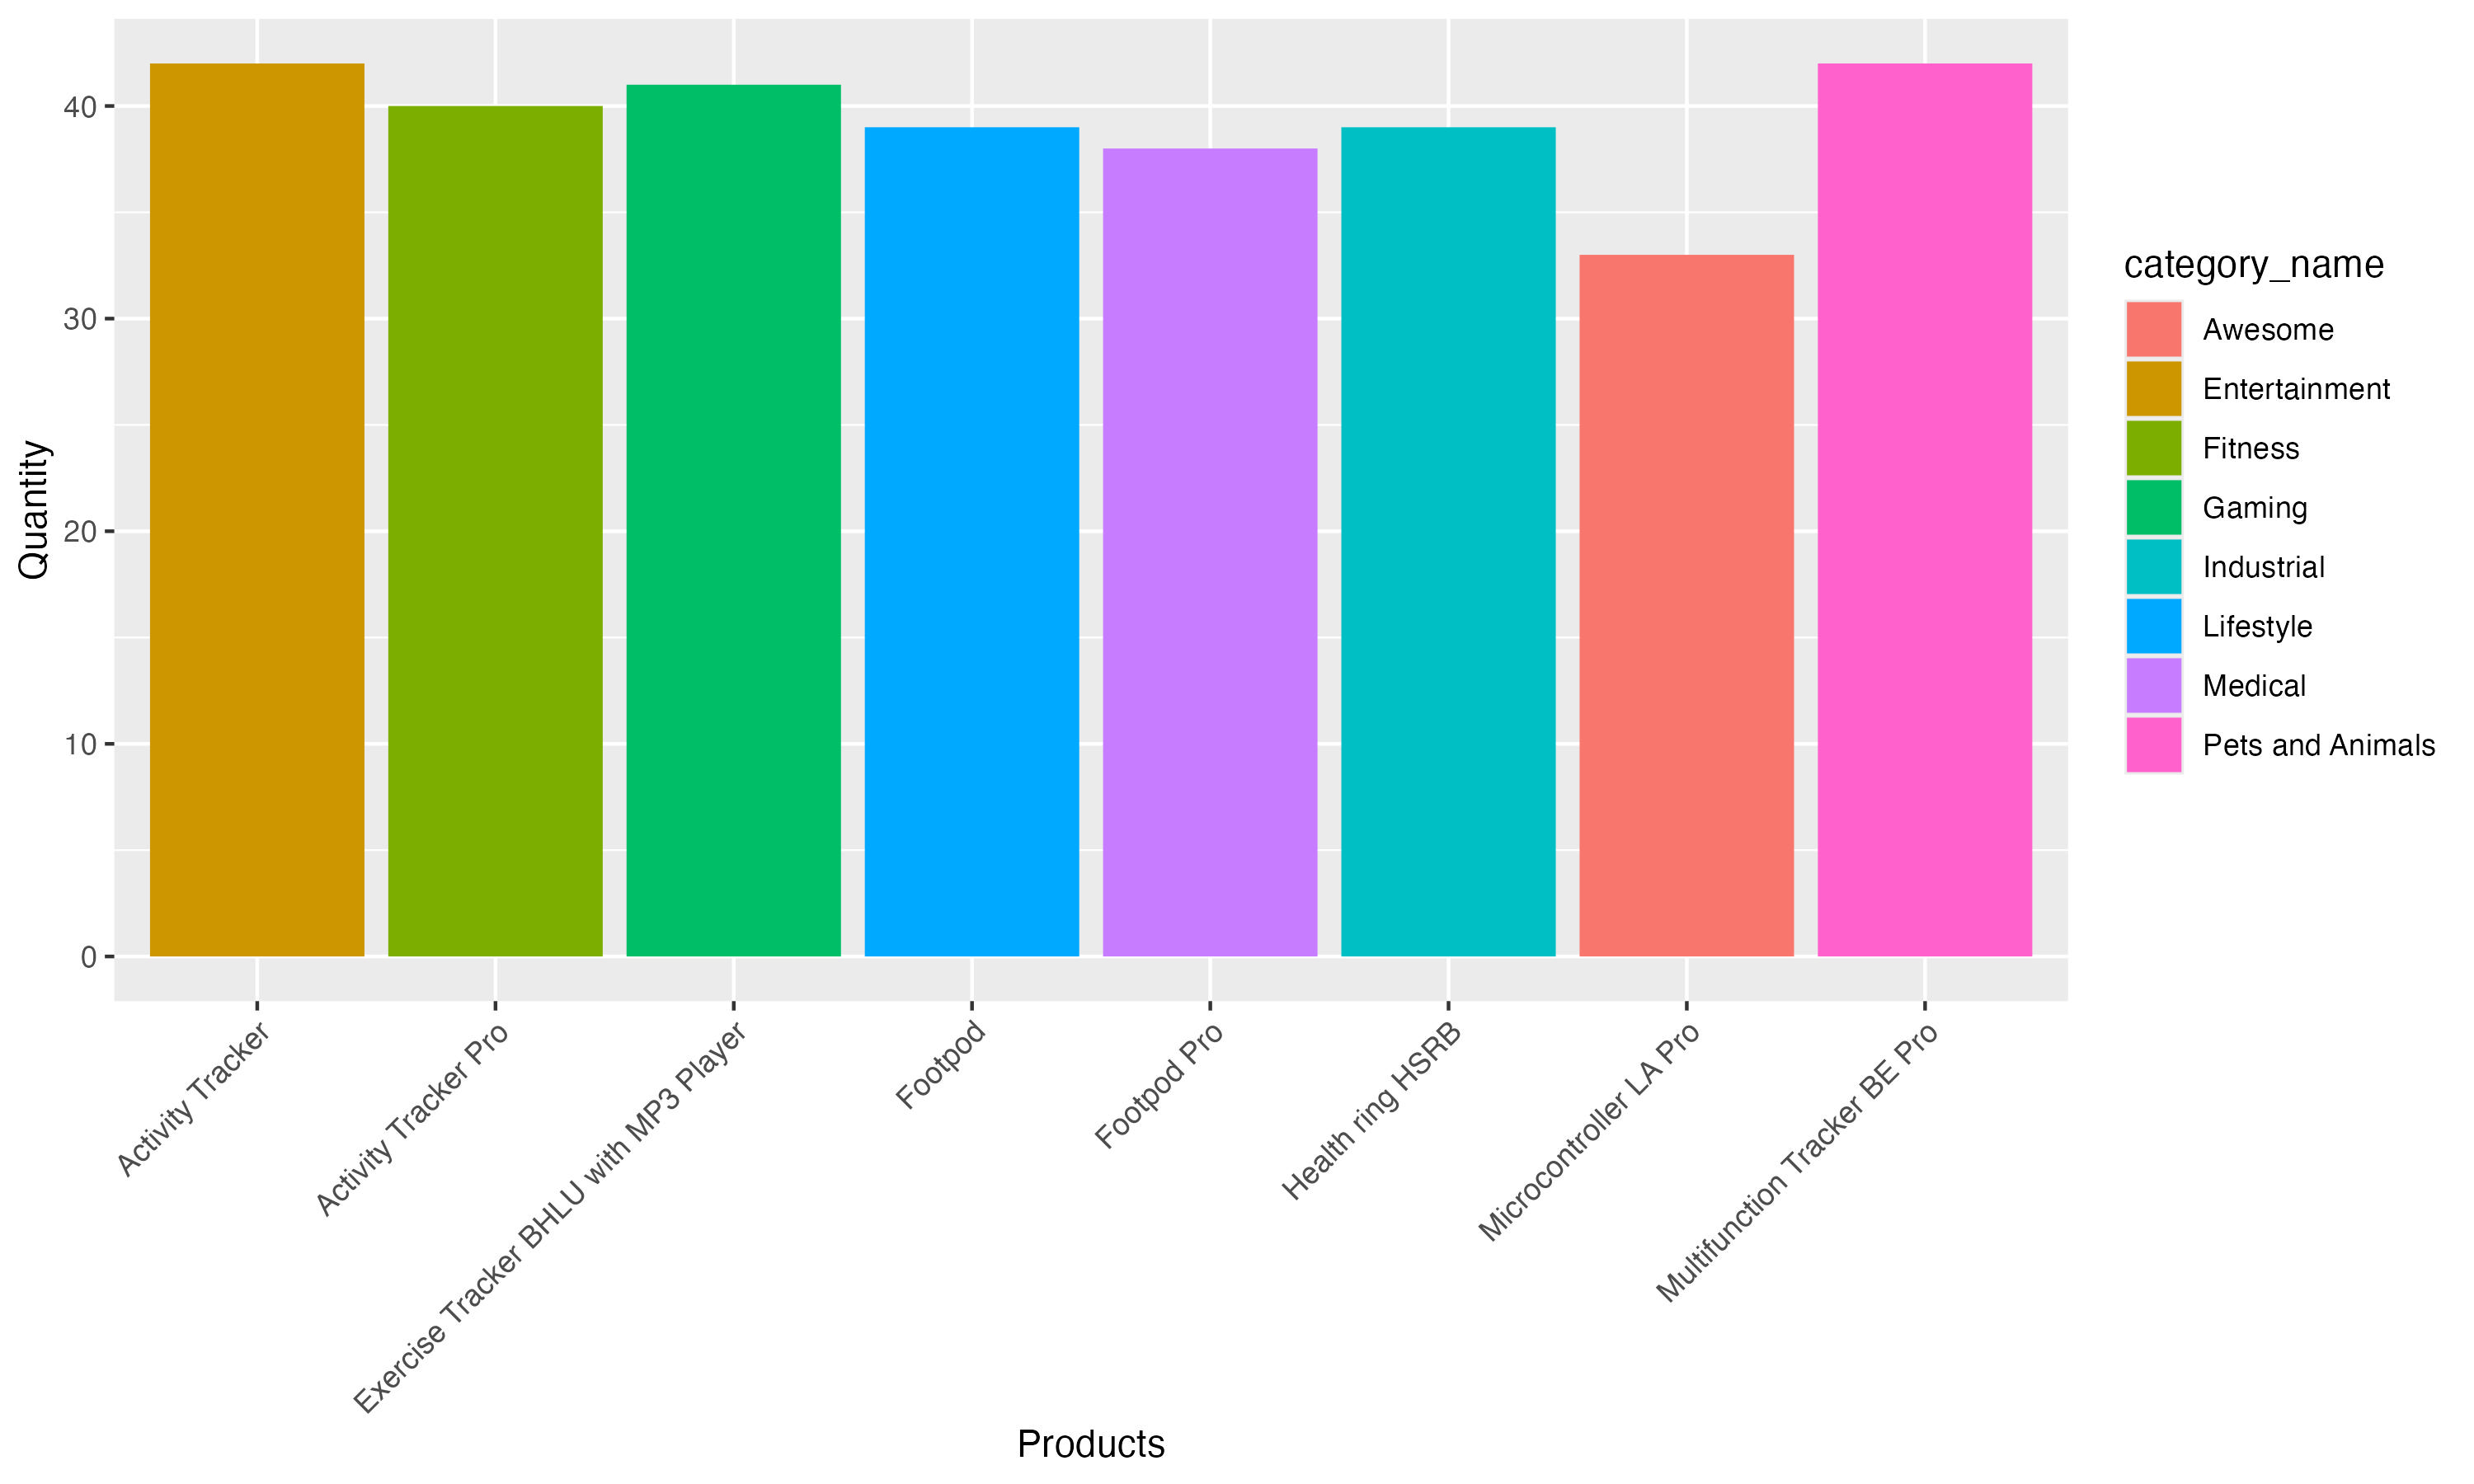 Quantity
40
30
20
10
0
Activity Tracker
Activity Tracker Pro
Exercise Tracker BHLU with MP3 Player
Footpod
Footpod Pro
Health ring HSRB
Microcontroller LA Pro
Multifunction Tracker BE Pro
Products
category_name
Awesome
Entertainment
Fitness
Gaming
Industrial
Lifestyle
Medical
Pets and Animals